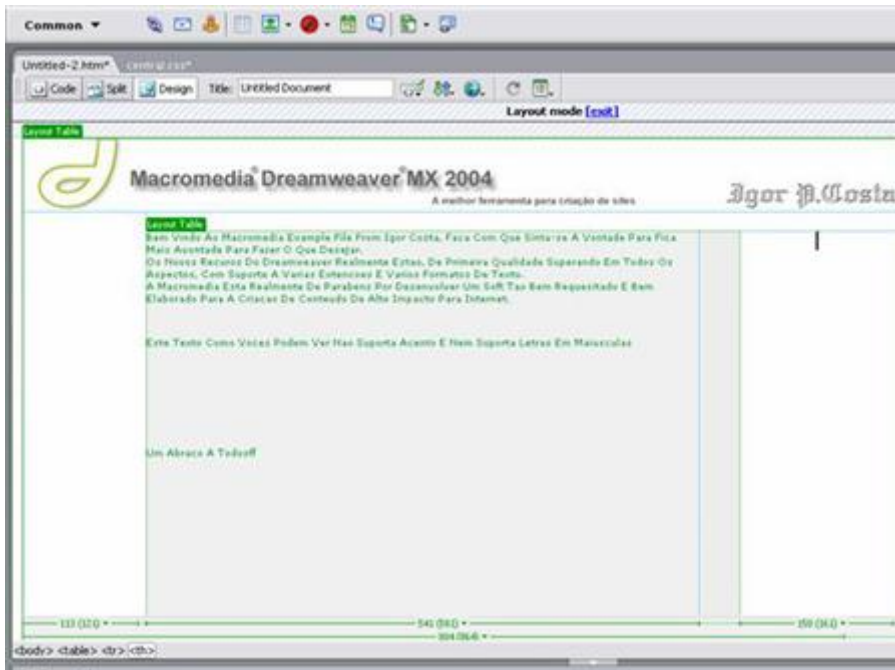 Common
Untitled-2.htm* central.css*
Code Split Design Title: Untitled Document
Layout mode [exit]
Layout Table
Macromedia® Dreamweaver® MX 2004
A melhor ferramenta para criação de sites
Igor P.Costa
Layout Table
Bem Vindo Ao Macromedia Example File From Igor Costa, Faca Com Que Sinta-se A Vontade Para Fica
Mais Aontada Para Fazer O Que Desejar.
Os Novos Recuros Do Dreamweaver Realmente Estao, De Primeira Qualidade Superando Em Todos Os
Aspectos, Com Suporte A Varias Extencoes E Varios Formatos De Texto.
A Macromedia Esta Realmente De Parabens Por Desenvolver Um Soft Tao Bem Requesitado E Bem
Elaborado Para A Criacao De Conteudo De Alto Impacto Para Internet.
Este Texto Como Voces Podem Ver Nao Suporta Acento E Nem Suporta Letras Em Maiusculas
Um Abraco A Todos
541
<body> <table> <tr> <th>